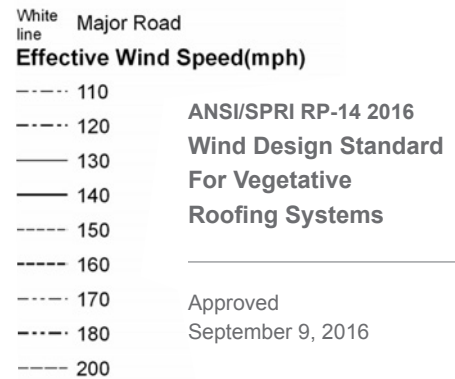 White line Major Road
Effective Wind Speed(mph)
110
120
130
140
150
160
170
180
200
ANSI/SPRI RP-14 2016
Wind Design Standard
For Vegetative
Roofing Systems
Approved
September 9, 2016